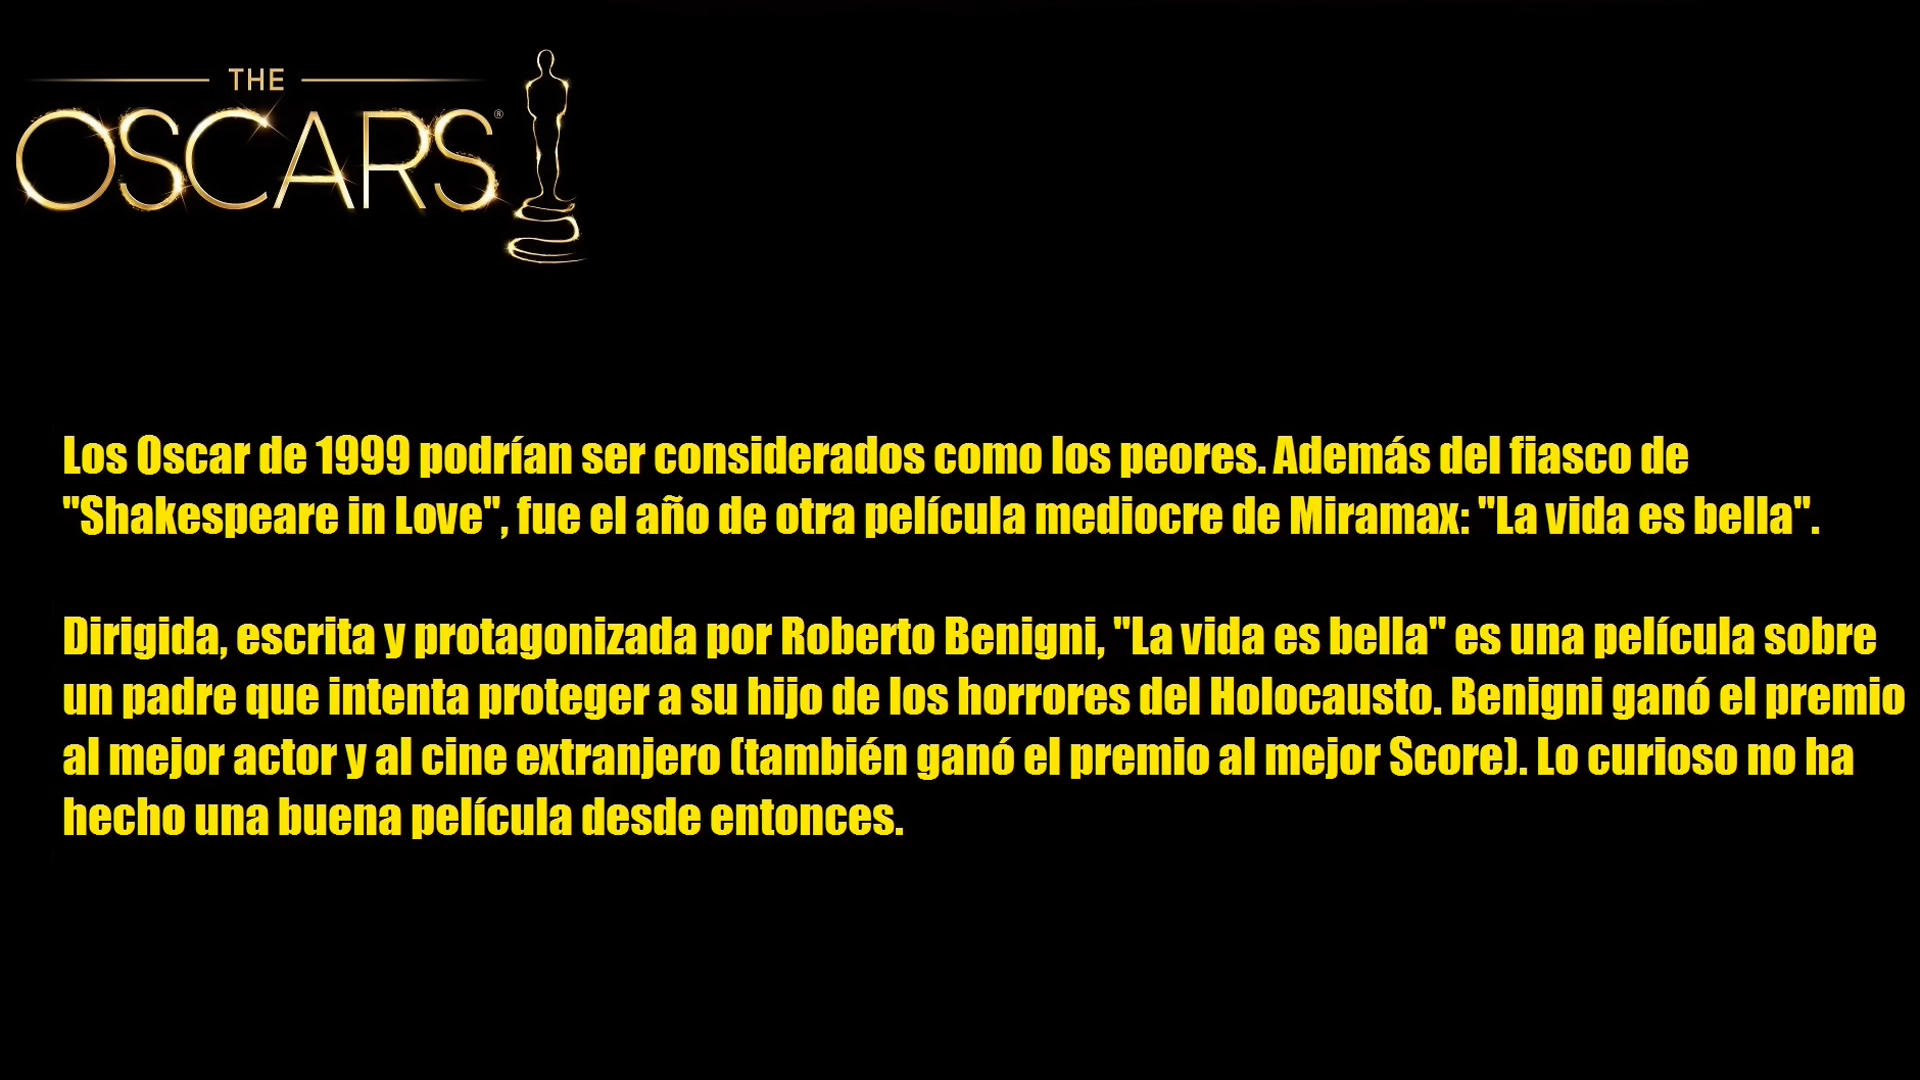 THE
OSCARS®
Los Oscar de 1999 podrían ser considerados como los peores. Además del fiasco de
"Shakespeare in Love", fue el año de otra película mediocre de Miramax: "La vida es bella".
Dirigida, escrita y protagonizada por Roberto Benigni, "La vida es bella" es una película sobre
un padre que intenta proteger a su hijo de los horrores del Holocausto. Benigni ganó el premio
al mejor actor y al cine extranjero (también ganó el premio al mejor Score). Lo curioso no ha
hecho una buena película desde entonces.